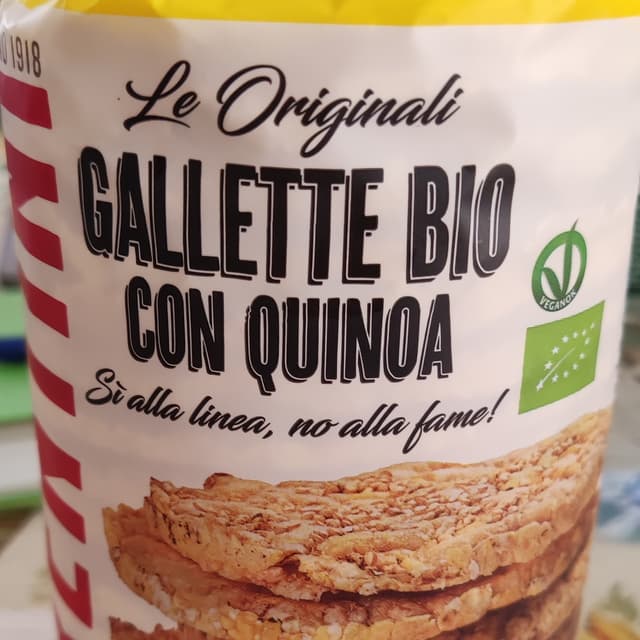 1918
Le Originali
GALLETTE BIO
CON QUINOA
Sì alla linea, no alla fame!
VEGANOK